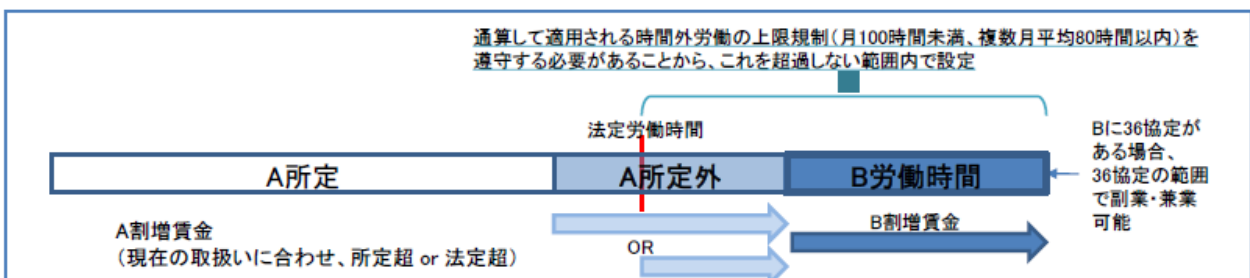 通算して適用される時間外労働の上限規制(月100時間未満、複数月平均80時間以内)を
遵守する必要があることから、これを超過しない範囲内で設定
法定労働時間
A所定
A所定外
B労働時間
Bに36協定が
ある場合、
36協定の範囲
で副業・兼業
可能
A割増賃金
(現在の取扱いに合わせ、所定超 or 法定超)
OR
B割増賃金